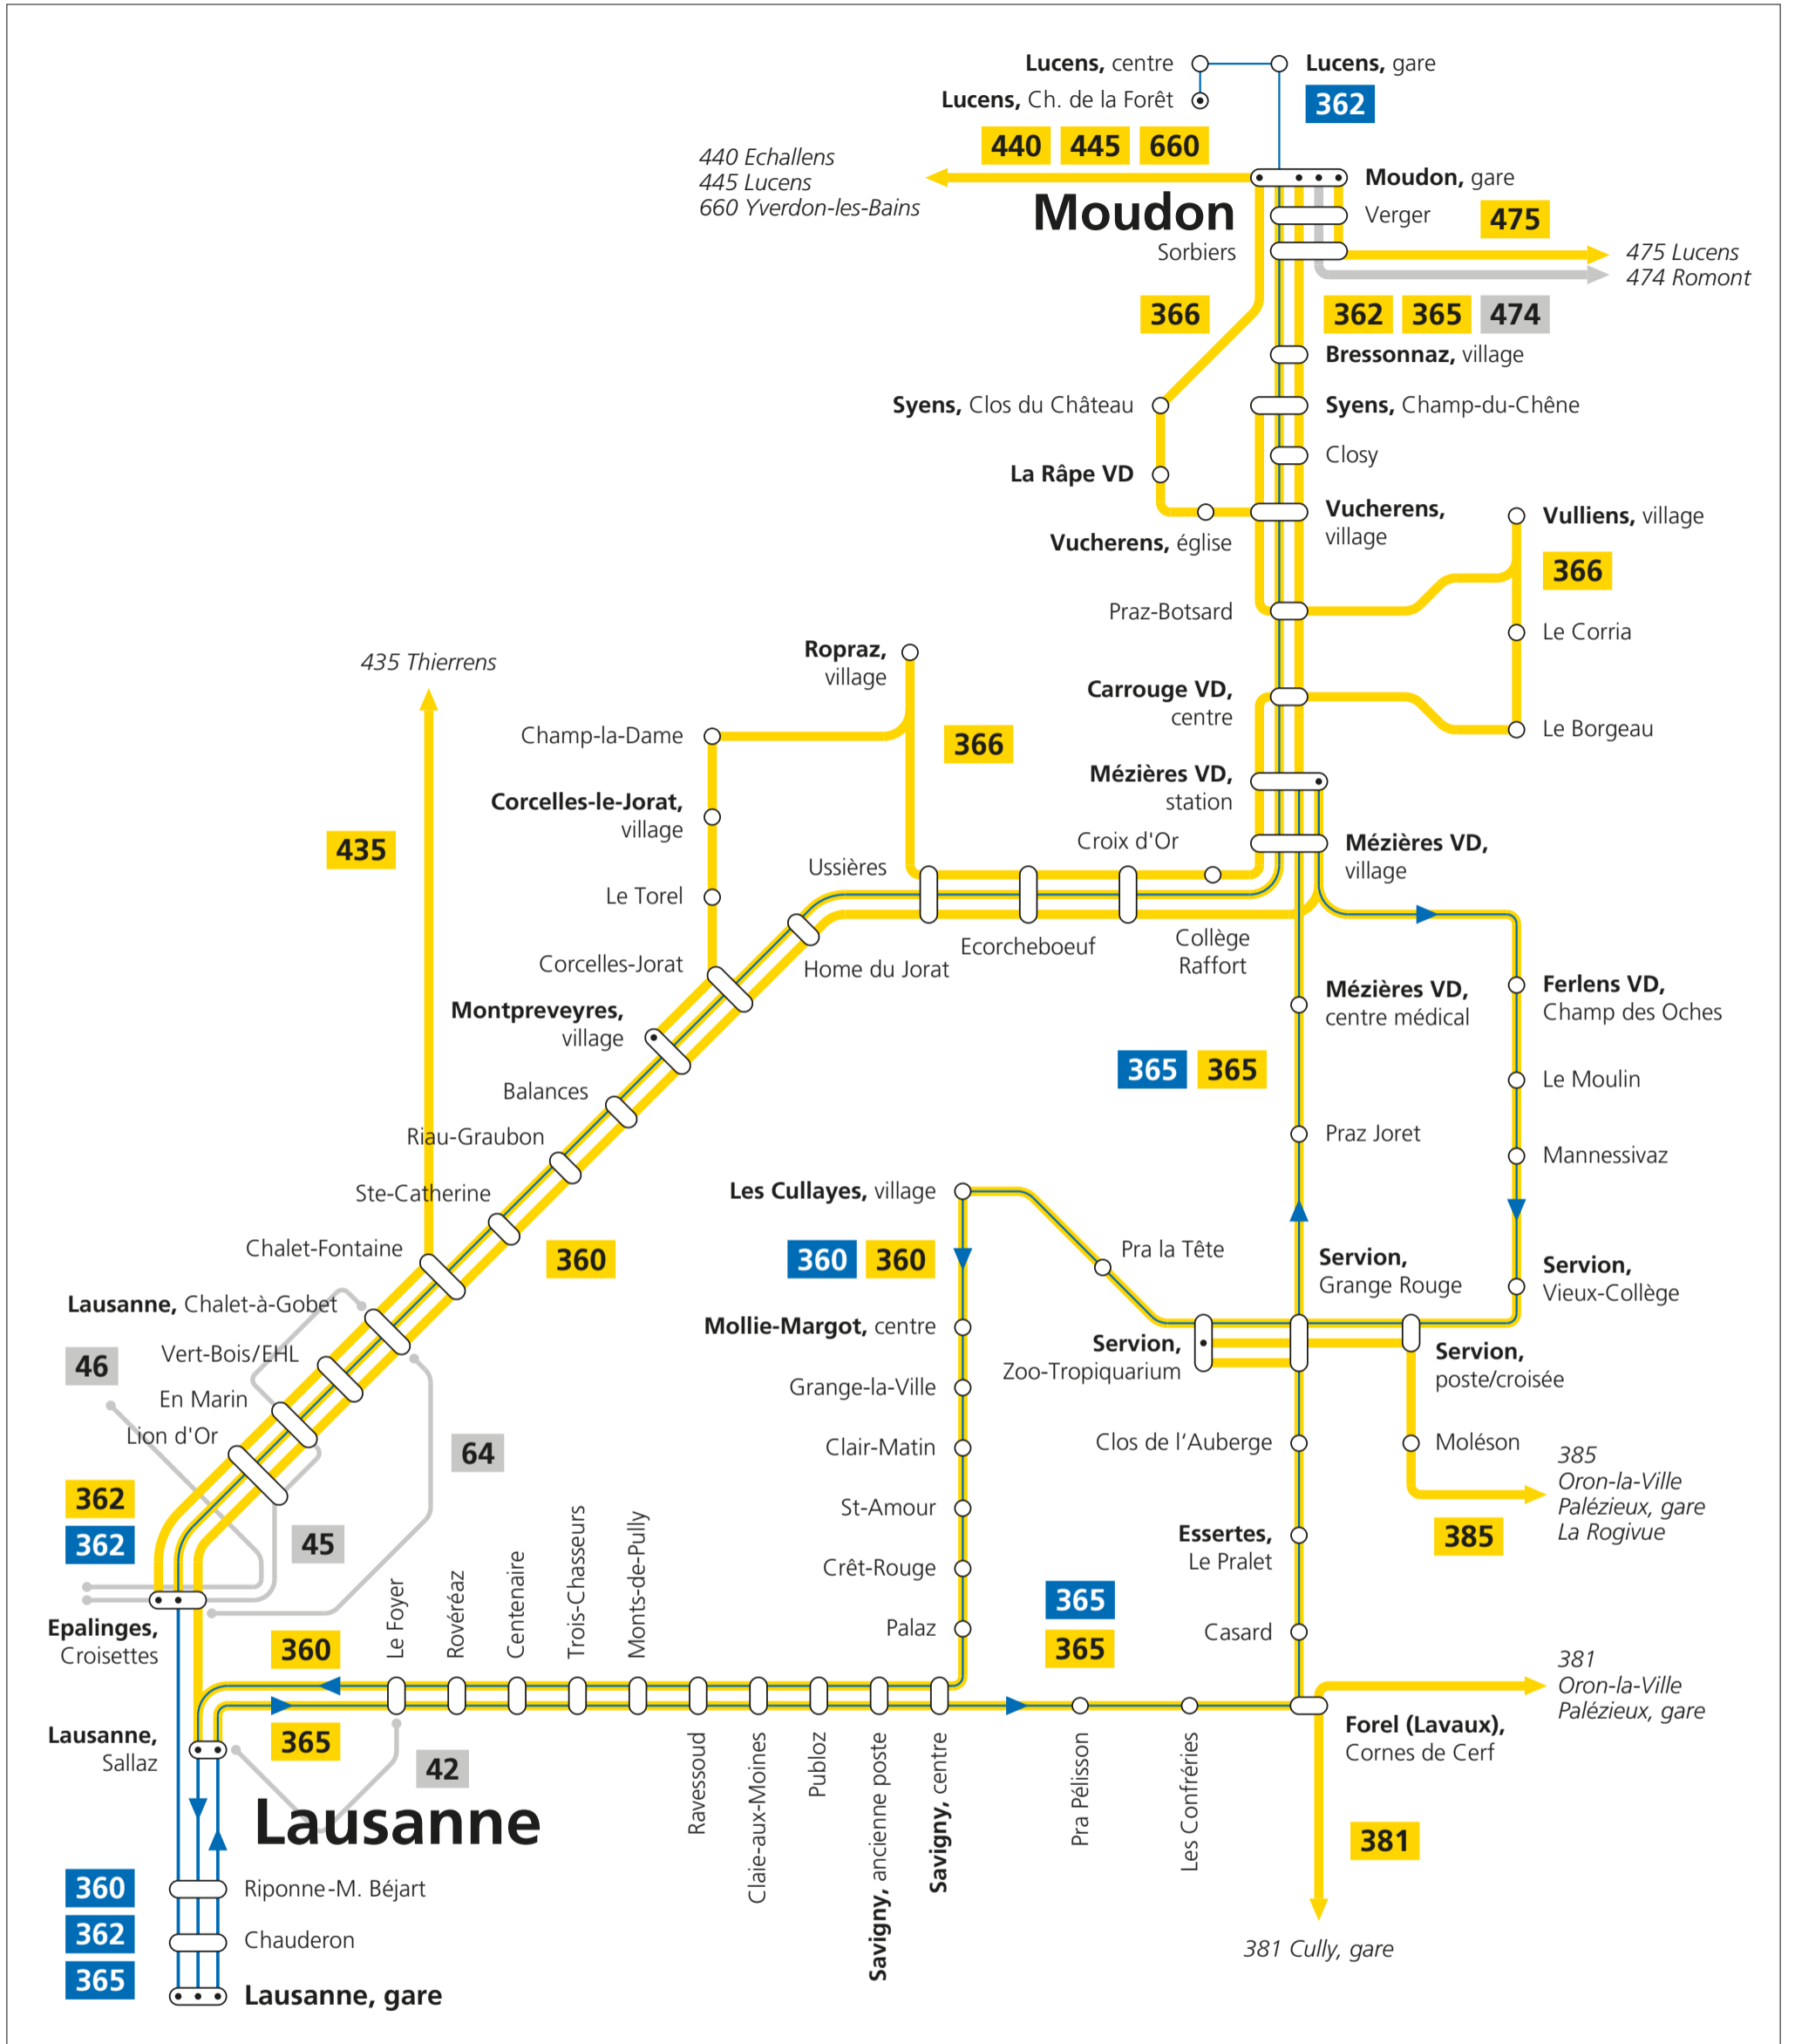 Lucens, centre
Lucens, gare
Lucens, Ch. de la Forêt
362
440 445 660
440 Echallens
445 Lucens
660 Yverdon-les-Bains
Moudon, gare
Moudon
Verger
475
Sorbiers
475 Lucens
474 Romont
366
362 365 474
Bressonnaz, village
Syens, Clos du Château
Syens, Champ-du-Chêne
Closy
La Râpe VD
Vucherens,
village
Vulliens, village
Vucherens, église
366
Praz-Botsard
Le Corria
Ropraz,
village
435 Thierrens
Carrouge VD,
centre
Champ-la-Dame
366
Le Borgeau
Mézières VD,
station
Corcelles-le-Jorat,
village
435
Croix d'Or
Mézières VD,
village
Ussières
Le Torel
Ecorcheboeuf
Collège
Raffort
Corcelles-Jorat
Home du Jorat
Mézières VD,
centre médical
Ferlens VD,
Champ des Oches
Montpreveyres,
village
365 365
Le Moulin
Balances
Riau-Graubon
Praz Joret
Mannessivaz
Ste-Catherine
Les Cullayes, village
Chalet-Fontaine
360
360 360
Pra la Tête
Servion,
Grange Rouge
Servion,
Vieux-Collège
Lausanne, Chalet-à-Gobet
Mollie-Margot, centre
Servion,
Zoo-Tropiquarium
Servion,
poste/croisée
46
Vert-Bois/EHL
En Marin
Grange-la-Ville
Lion d'Or
64
Clair-Matin
Clos de l‘Auberge
Moléson
385
Oron-la-Ville
Palézieux, gare
La Rogivue
362
362
45
St-Amour
Essertes,
Le Pralet
385
Crêt-Rouge
365
365
Epalinges,
Croisettes
Palaz
Casard
360
Le Foyer
Rovéréaz
Centenaire
Trois-Chasseurs
Monts-de-Pully
381
Oron-la-Ville
Palézieux, gare
Lausanne,
Sallaz
365
42
Forel (Lavaux),
Cornes de Cerf
Ravessoud
Claie-aux-Moines
Publoz
Savigny, ancienne poste
Savigny, centre
Pra Pélisson
Les Confréries
Lausanne
381
360
Riponne-M. Béjart
362
Chauderon
381 Cully, gare
365
Lausanne, gare